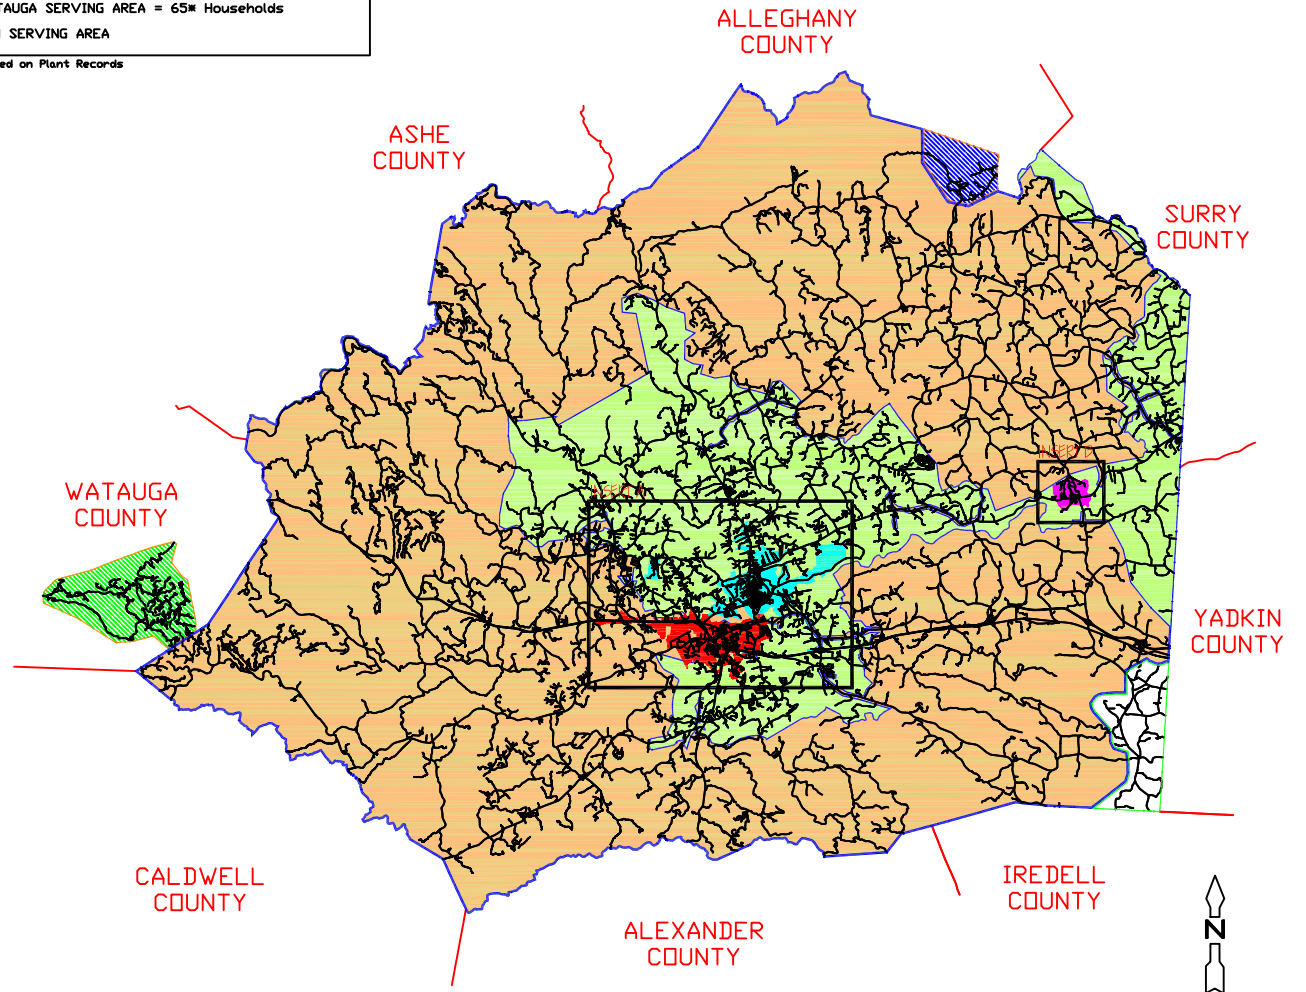 TAUGA SERVING AREA = 65* Households
SERVING AREA
ed on Plant Records
ALLEGHANY
COUNTY
ASHE
COUNTY
SURRY
COUNTY
WATAUGA
COUNTY
YADKIN
COUNTY
CALDWELL
COUNTY
ALEXANDER
COUNTY
IREDELL
COUNTY
N